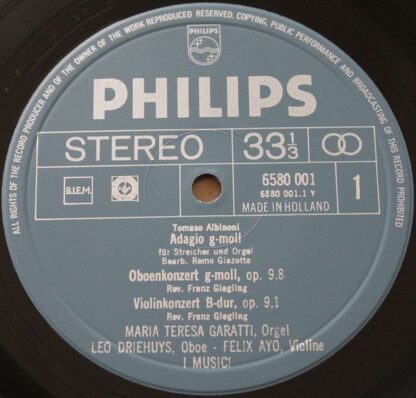 ALL RIGHTS OF THE RECORD PRODUCER AND OF THE OWNER OF THE WORK REPRODUCED RESERVED. COPYING, PUBLIC PERFORMANCE AND BROADCASTING OF THIS RECORD PROHIBITED
PHILIPS
PHILIPS
STEREO 33 1/3
B.I.E.M. 6580 001 1
6580 001.1 Y
MADE IN HOLLAND
Tomaso Albinoni
Adagio g-moll
für Streicher und Orgel
Bearb. Remo Giazotto
Oboenkonzert g-moll, op. 9,8
Rev. Franz Giegling
Violinkonzert B-dur, op. 9,1
Rev. Franz Giegling
MARIA TERESA GARATTI, Orgel
LEO DRIEHUYS, Oboe - FELIX AYO, Violine
I MUSICI